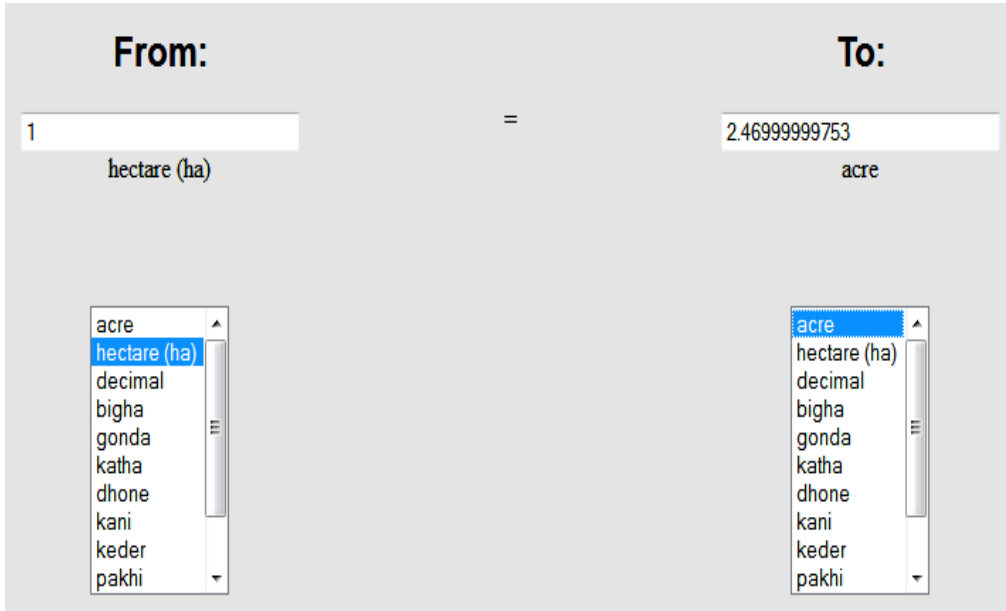 From:
To:
1
=
2.46999999753
hectare (ha)
acre
acre
hectare (ha)
decimal
bigha
gonda
katha
dhone
kani
keder
pakhi
acre
hectare (ha)
decimal
bigha
gonda
katha
dhone
kani
keder
pakhi